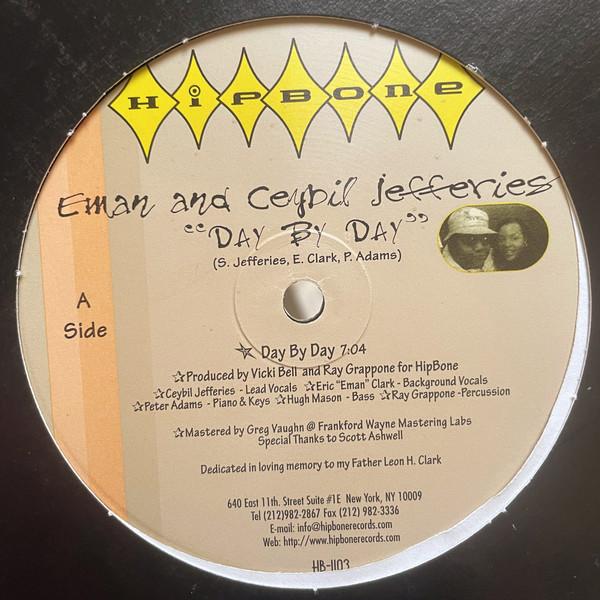 HIPBONE
Eman and Ceybil Jefferies
"Day By Day"
(S. Jefferies, E. Clark, P. Adams)
A
Side
Day By Day 7:04
Produced by Vicki Bell and Ray Grappone for HipBone
Ceybil Jefferies - Lead Vocals ☆Eric "Eman" Clark - Background Vocals
☆Peter Adams - Piano & Keys ☆Hugh Mason - Bass ☆Ray Grappone -Percussion
☆Mastered by Greg Vaughn @ Frankford Wayne Mastering Labs
Special Thanks to Scott Ashwell
Dedicated in loving memory to my Father Leon H. Clark
640 East 11th. Street Suite #1E New York, NY 10009
Tel (212)982-2867 Fax (212) 982-3336
E-mail: info@hipbonerecords.com
Web: http://www.hipbonerecords.com
HB-1103